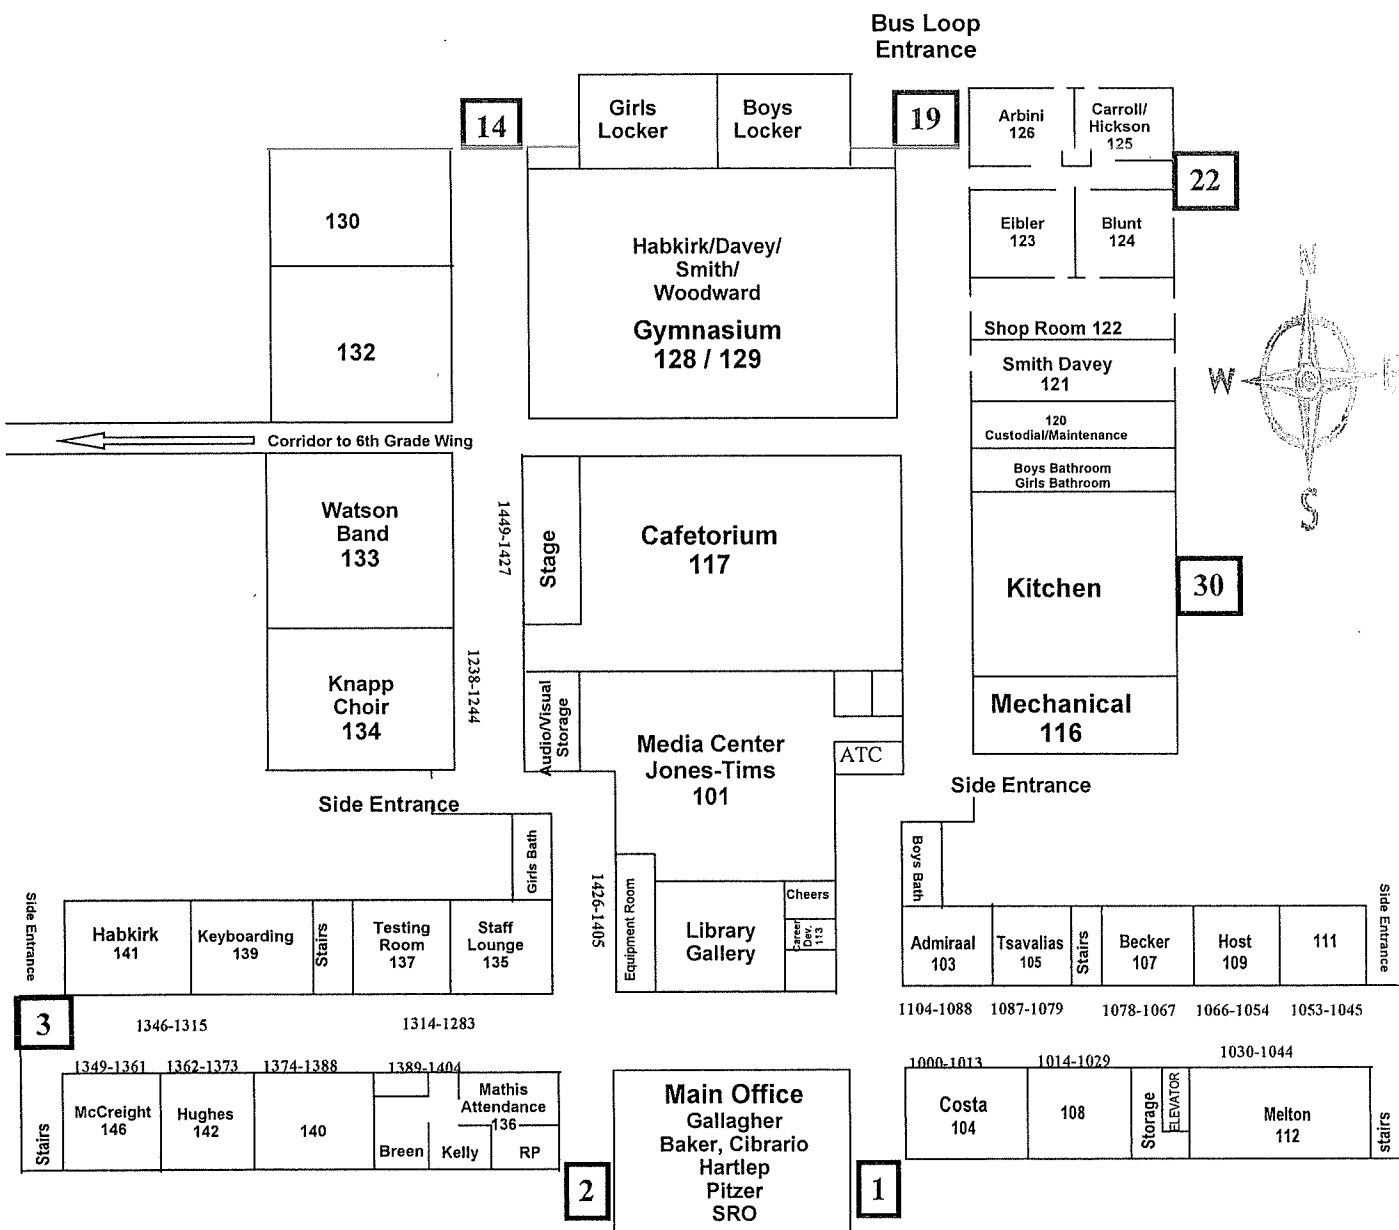 Bus Loop
Entrance
14
Girls
Locker
Boys
Locker
19
Arbini
126
Carroll/
Hickson
125
22
130
Habkirk/Davey/
Smith/
Woodward
Gymnasium
128 / 129
Eibler
123
Blunt
124
N
132
Shop Room 122
Smith Davey
121
W
E
120
Custodial/Maintenance
Corridor to 6th Grade Wing
Boys Bathroom
Girls Bathroom
S
Watson
Band
133
1449-1427
Stage
Cafetorium
117
Kitchen
30
Knapp
Choir
134
1238-1244
Audio/Visual
Storage
Media Center
Jones-Tims
101
ATC
Mechanical
116
Side Entrance
Side Entrance
Girls Bath
1426-1405
Equipment Room
Cheers
Library
Gallery
Career
Dev.
113
Boys Bath
Side Entrance
Habkirk
141
Keyboarding
139
Stairs
Testing
Room
137
Staff
Lounge
135
Admiraal
103
Tsavalias
105
Stairs
Becker
107
Host
109
111
Side Entrance
3
1346-1315
1314-1283
1104-1088
1087-1079
1078-1067
1066-1054
1053-1045
1349-1361
1362-1373
1374-1388
1389-1404
1000-1013
1014-1029
1030-1044
Stairs
McCreight
146
Hughes
142
140
Mathis
Attendance
136
Breen
Kelly
RP
2
Main Office
Gallagher
Baker, Cibrario
Hartlep
Pitzer
SRO
1
Costa
104
108
Storage
ELEVATOR
Melton
112
Stairs